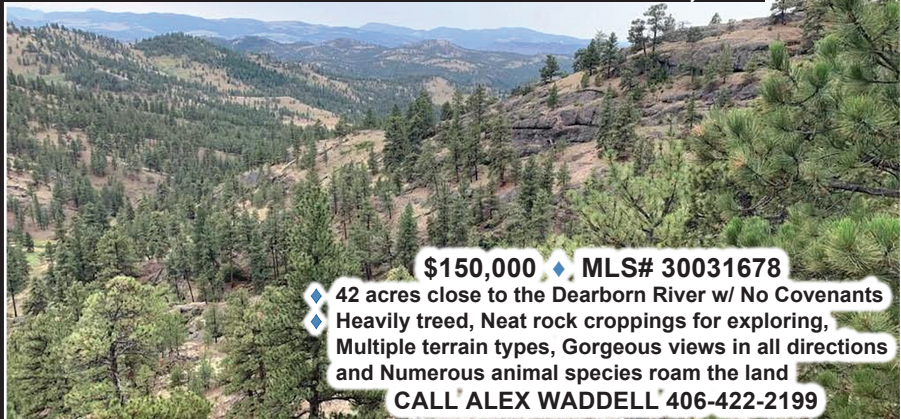 $150,000 ♦ MLS# 30031678
♦ 42 acres close to the Dearborn River w/ No Covenants
♦ Heavily treed, Neat rock croppings for exploring,
Multiple terrain types, Gorgeous views in all directions
and Numerous animal species roam the land
CALL ALEX WADDELL 406-422-2199